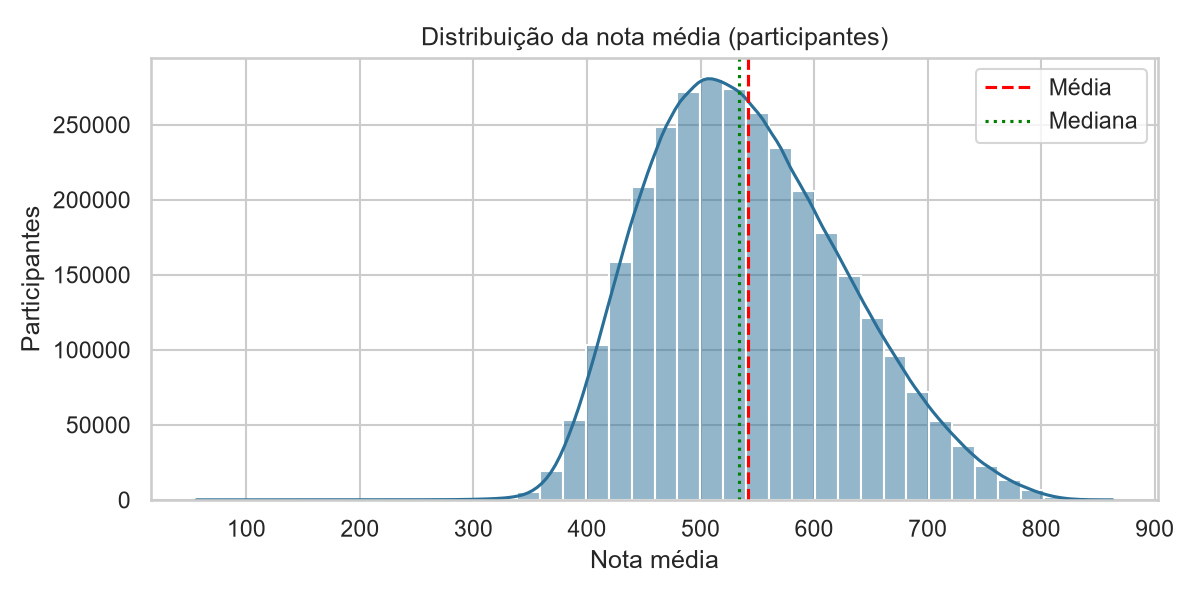 Distribuição da nota média (participantes)
Média
Mediana
Participantes
250000
200000
150000
100000
50000
0
100 200 300 400 500 600 700 800 900
Nota média